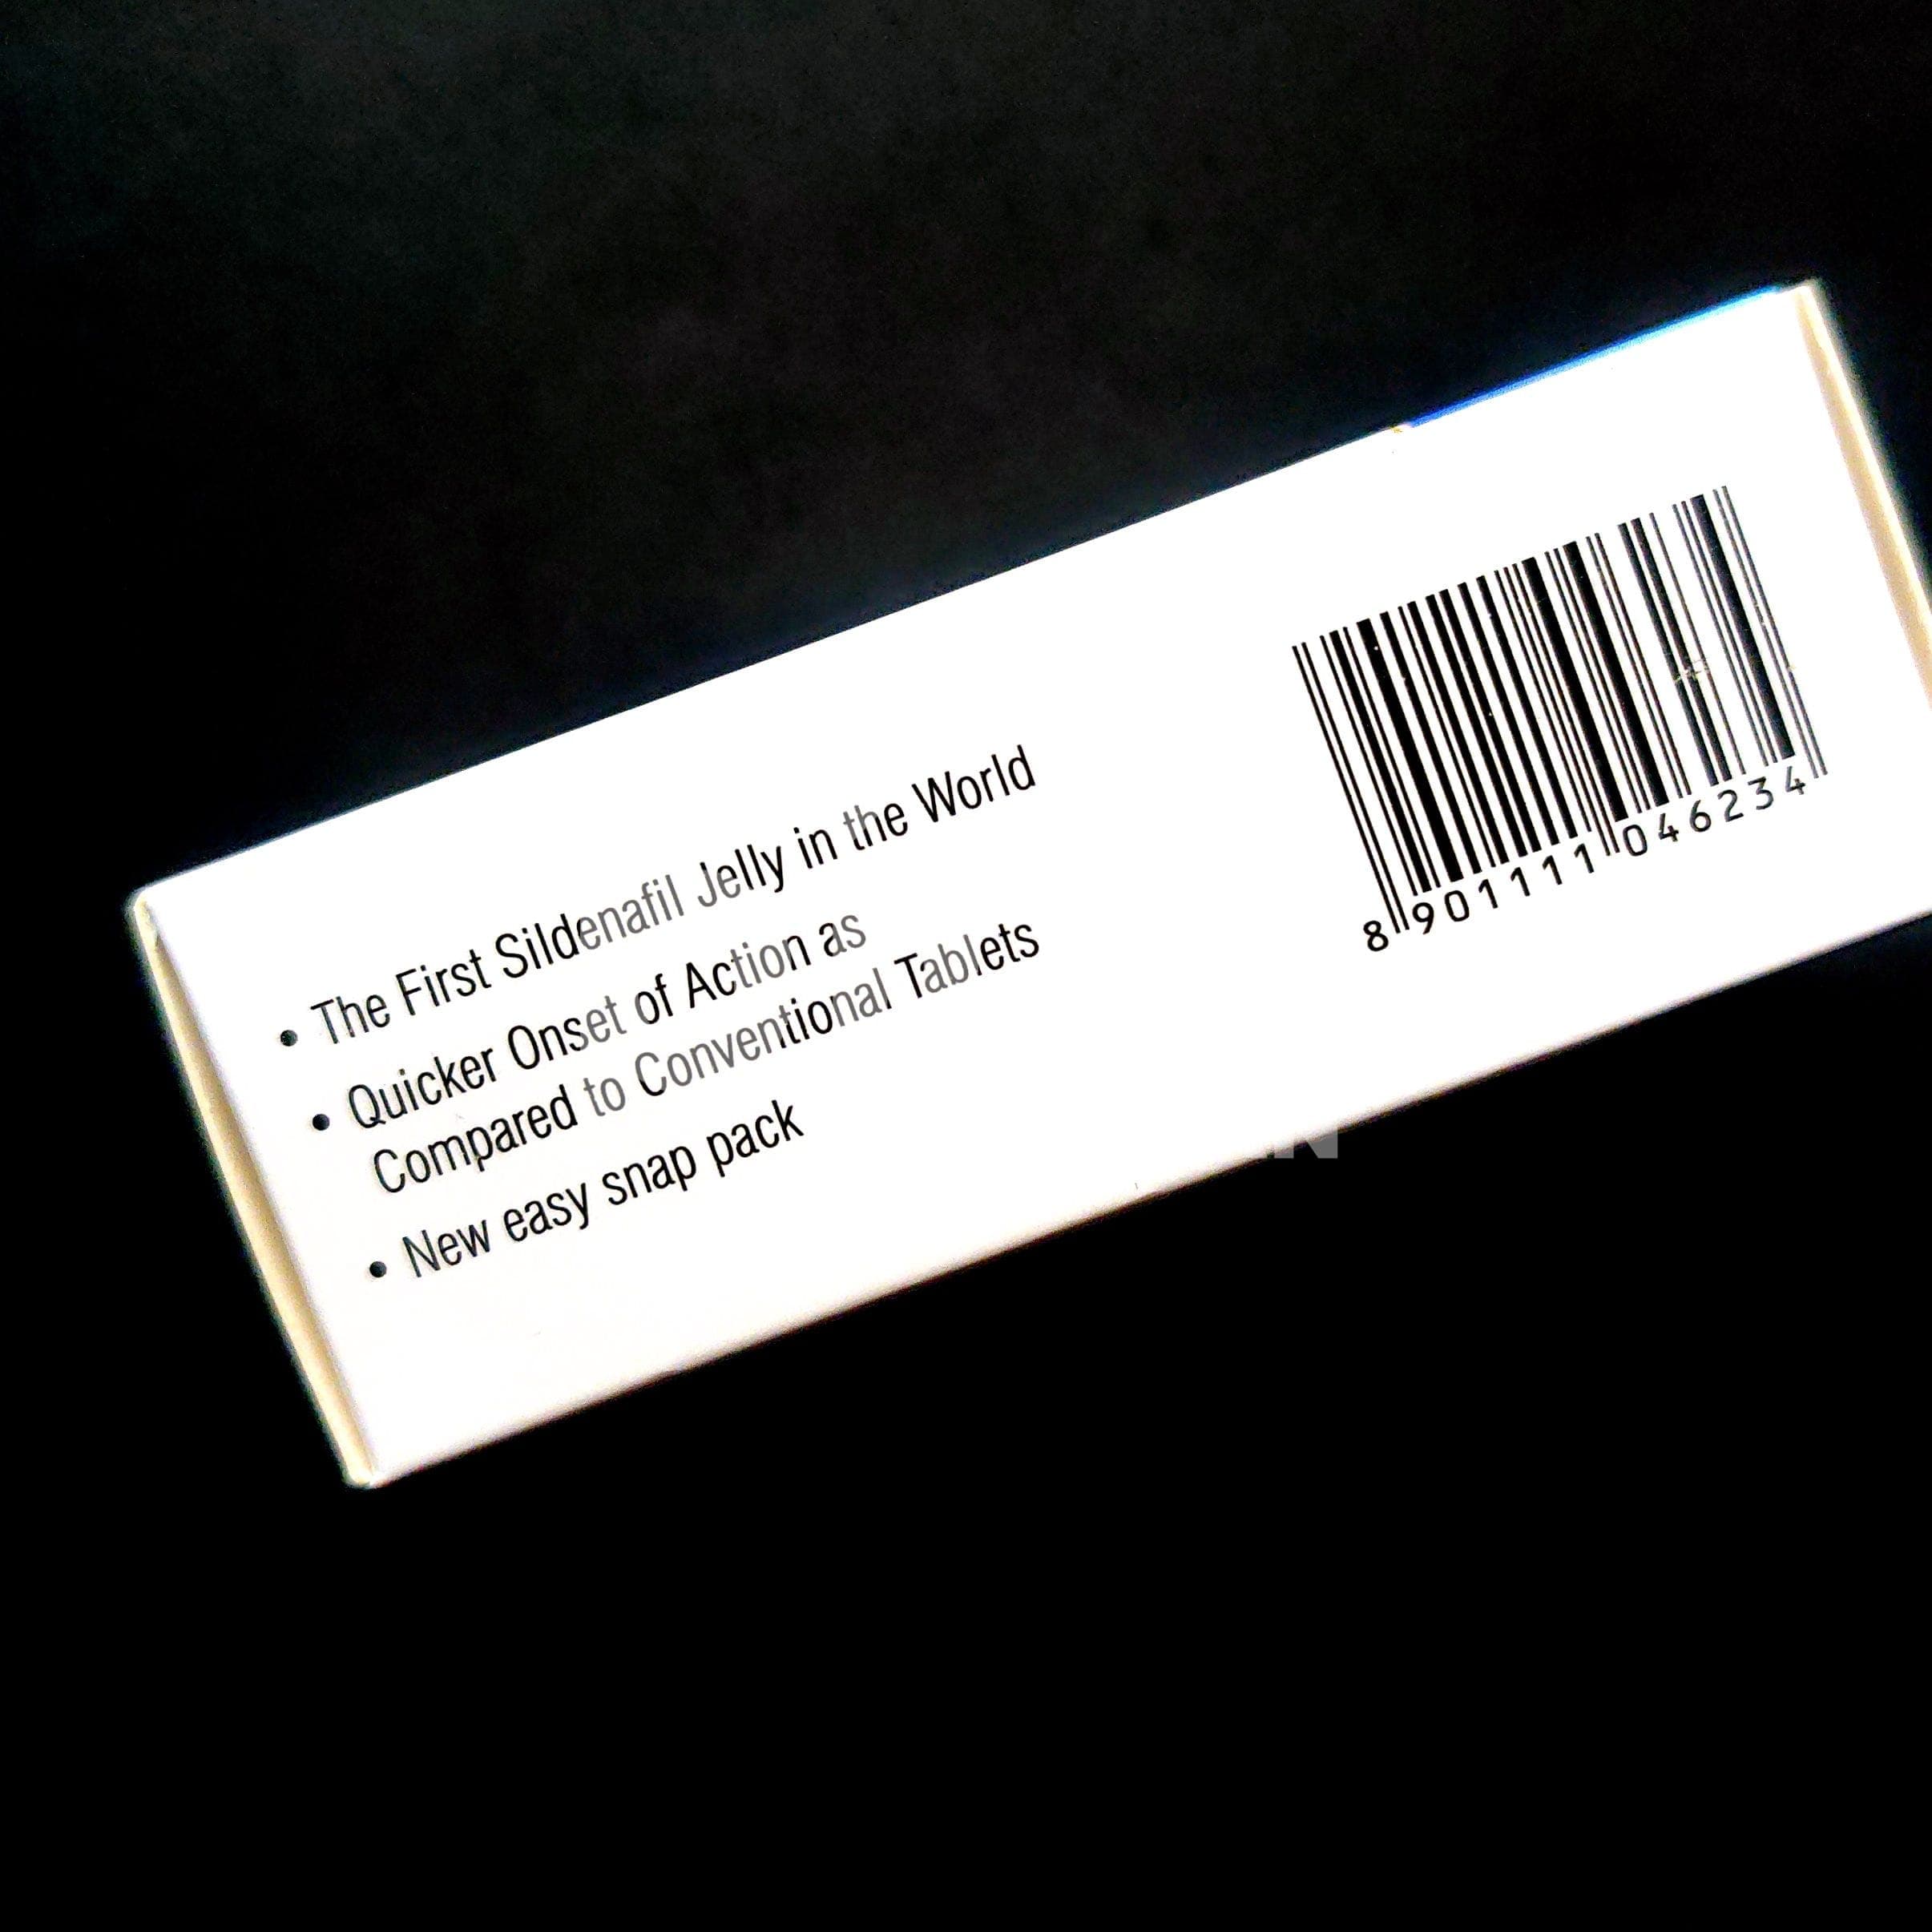 • The First Sildenafil Jelly in the World
• Quicker Onset of Action as
Compared to Conventional Tablets
• New easy snap pack
8 901111 046234